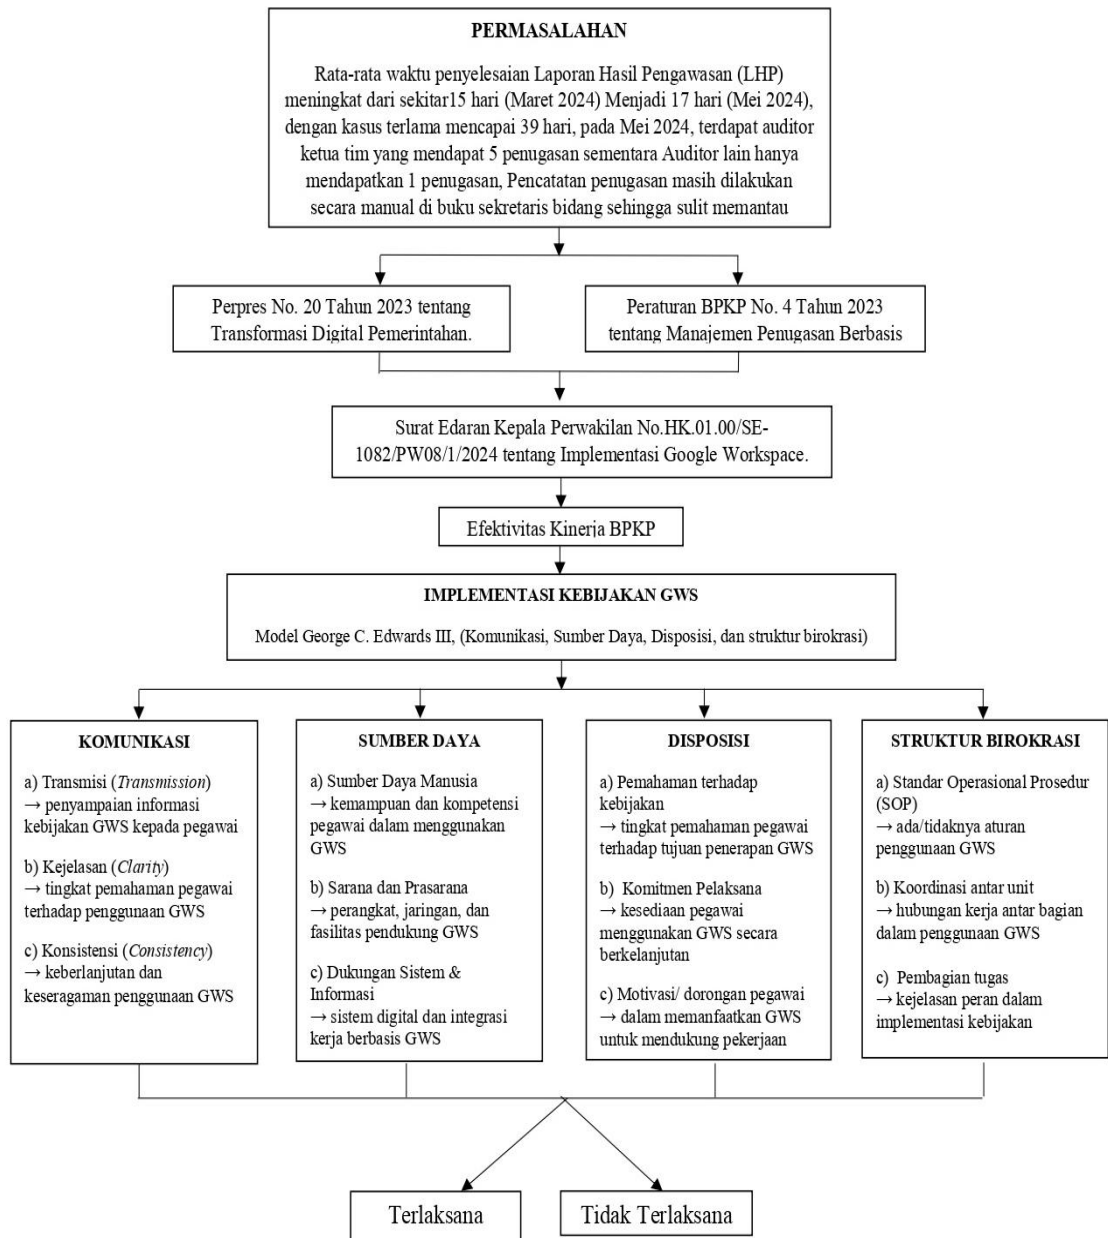 PERMASALAHAN
Rata-rata waktu penyelesaian Laporan Hasil Pengawasan (LHP)
meningkat dari sekitar15 hari (Maret 2024) Menjadi 17 hari (Mei 2024),
dengan kasus terlama mencapai 39 hari, pada Mei 2024, terdapat auditor
ketua tim yang mendapat 5 penugasan sementara Auditor lain hanya
mendapatkan 1 penugasan, Pencatatan penugasan masih dilakukan
secara manual di buku sekretaris bidang sehingga sulit memantau
Perpres No. 20 Tahun 2023 tentang
Transformasi Digital Pemerintahan.
Peraturan BPKP No. 4 Tahun 2023
tentang Manajemen Penugasan Berbasis
Surat Edaran Kepala Perwakilan No.HK.01.00/SE-
1082/PW08/1/2024 tentang Implementasi Google Workspace.
Efektivitas Kinerja BPKP
IMPLEMENTASI KEBIJAKAN GWS
Model George C. Edwards III, (Komunikasi, Sumber Daya, Disposisi, dan struktur birokrasi)
KOMUNIKASI
a) Transmisi (Transmission)
→ penyampaian informasi
kebijakan GWS kepada pegawai
b) Kejelasan (Clarity)
→ tingkat pemahaman pegawai
terhadap penggunaan GWS
c) Konsistensi (Consistency)
→ keberlanjutan dan
keseragaman penggunaan GWS
SUMBER DAYA
a) Sumber Daya Manusia
→ kemampuan dan kompetensi
pegawai dalam menggunakan
GWS
b) Sarana dan Prasarana
→ perangkat, jaringan, dan
fasilitas pendukung GWS
c) Dukungan Sistem &
Informasi
→ sistem digital dan integrasi
kerja berbasis GWS
DISPOSISI
a) Pemahaman terhadap
kebijakan
→ tingkat pemahaman pegawai
terhadap tujuan penerapan GWS
b) Komitmen Pelaksana
→ kesediaan pegawai
menggunakan GWS secara
berkelanjutan
c) Motivasi/ dorongan pegawai
→ dalam memanfaatkan GWS
untuk mendukung pekerjaan
STRUKTUR BIROKRASI
a) Standar Operasional Prosedur
(SOP)
→ ada/tidaknya aturan
penggunaan GWS
b) Koordinasi antar unit
→ hubungan kerja antar bagian
dalam penggunaan GWS
c) Pembagian tugas
→ kejelasan peran dalam
implementasi kebijakan
Terlaksana
Tidak Terlaksana